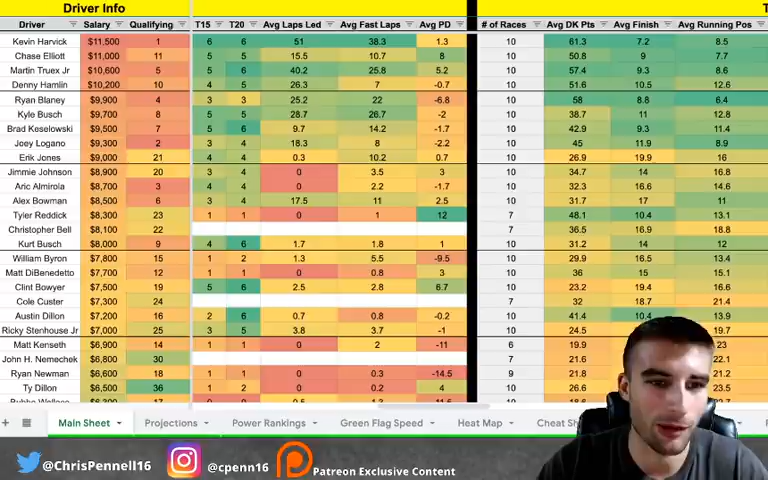 Driver Info T
Driver Salary Qualifying T15 T20 Avg Laps Led Avg Fast Laps Avg PD # of Races Avg DK Pts Avg Finish Avg Running Pos
Kevin Harvick $11,500 1 6 6 51 38.3 1.3 10 61.3 7.2 8.5
Chase Elliott $11,000 11 5 5 15.5 10.7 8 10 50.8 9 7.7
Martin Truex Jr $10,600 5 5 6 40.2 25.8 5.2 10 57.4 9.3 8.6
Denny Hamlin $10,200 10 4 4 26.3 7 -0.7 10 51.6 10.5 12.6
Ryan Blaney $9,900 4 3 3 25.2 22 -6.8 10 58 8.8 6.4
Kyle Busch $9,700 8 5 5 28.7 26.7 -2 10 38.7 11 12.8
Brad Keselowski $9,500 7 5 6 9.7 14.2 -1.7 10 42.9 9.3 11.4
Joey Logano $9,300 2 3 4 18.3 8 -2.2 10 45 11.9 8.9
Erik Jones $9,000 21 4 4 0.3 10.2 0.7 10 26.9 19.9 16
Jimmie Johnson $8,900 20 3 4 0 3.5 3 10 34.7 14 16.8
Aric Almirola $8,700 3 4 4 0 2.2 -1.7 10 32.3 16.6 14.6
Alex Bowman $8,500 6 3 4 17.5 11 2.5 10 31.7 17 11
Tyler Reddick $8,300 23 1 1 0 1 12 7 48.1 10.4 13.1
Christopher Bell $8,100 22 7 36.5 16.9 18.8
Kurt Busch $8,000 9 4 6 1.7 1.8 1 10 31.2 14 12
William Byron $7,800 15 1 2 1.3 5.5 -9.5 10 29.9 16.5 13.4
Matt DiBenedetto $7,700 12 1 1 0 0.8 3 10 36 15 15.1
Clint Bowyer $7,500 19 5 6 2.5 2.8 6.7 10 23.2 19.4 16.6
Cole Custer $7,300 24 7 32 18.7 21.4
Austin Dillon $7,200 16 2 6 0.7 0.8 -0.2 10 41.4 10.4 13.9
Ricky Stenhouse Jr $7,000 25 3 5 3.8 3.7 -1 10 24.5 19.7
Matt Kenseth $6,900 14 1 1 0 2 -11 6 19.9 23
John H. Nemechek $6,800 30 7 21.6 22.1
Ryan Newman $6,600 18 1 1 0 0.3 -14.5 9 21.8 22.2
Ty Dillon $6,500 36 1 2 0 0.2 4 10 26.6 23.5
Bubba Wallace
+ Main Sheet Projections Power Rankings Green Flag Speed Heat Map Cheat
@ChrisPennell16 @cpenn16 Patreon Exclusive Content